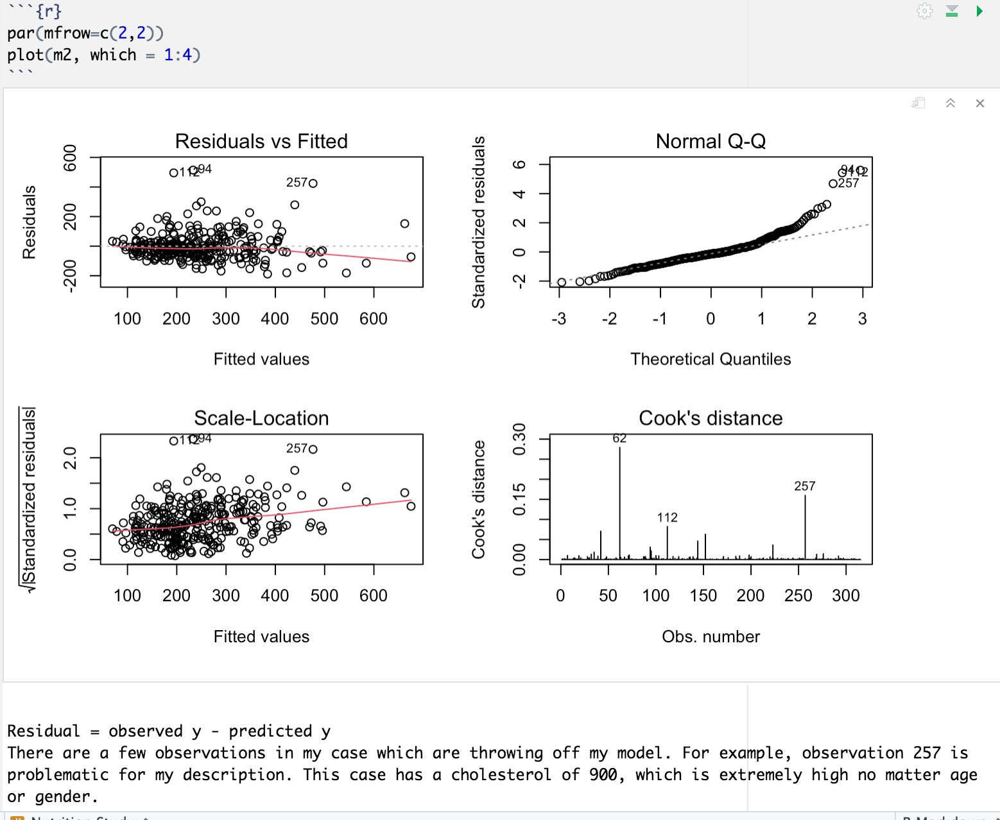 ```{r}
par(mfrow=c(2,2))
plot(m2, which = 1:4)
```
Residuals vs Fitted
Residuals
600
200
-200
112
94
257
100 200 300 400 500 600
Fitted values
Normal Q-Q
Standardized residuals
6
4
2
0
-2
94
112
257
-3 -2 -1 0 1 2 3
Theoretical Quantiles
Scale-Location
√|Standardized residuals|
2.0
1.0
0.0
112
94
257
100 200 300 400 500 600
Fitted values
Cook's distance
Cook's distance
0.30
0.15
0.00
62
112
257
0 50 100 150 200 250 300
Obs. number
Residual = observed y - predicted y
There are a few observations in my case which are throwing off my model. For example, observation 257 is
problematic for my description. This case has a cholesterol of 900, which is extremely high no matter age
or gender.
Nutrition Study
R Markdown